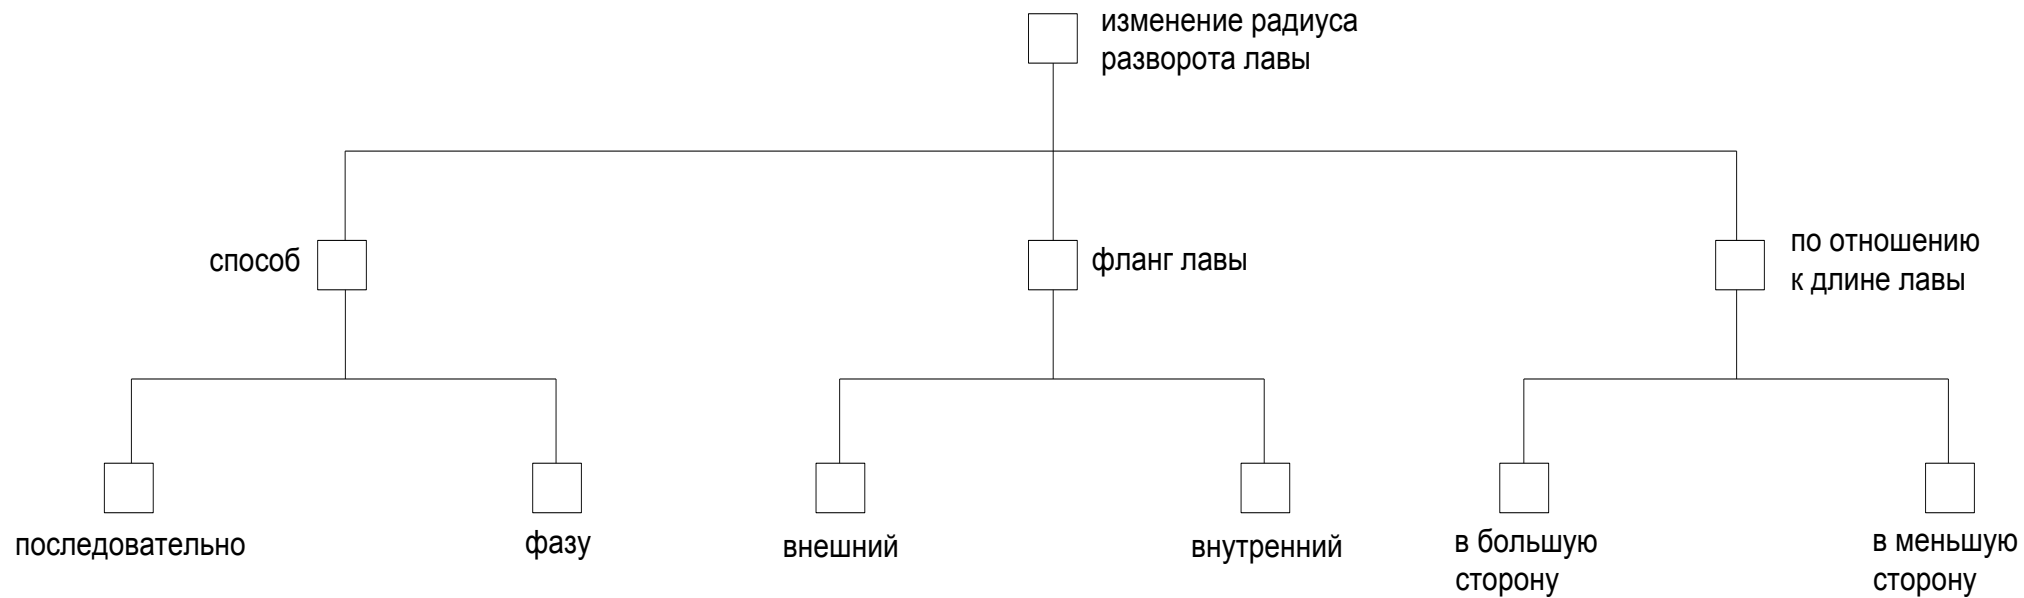 изменение радиуса
разворота лавы
способ
фланг лавы
по отношению
к длине лавы
последовательно
фазу
внешний
внутренний
в большую
сторону
в меньшую
сторону